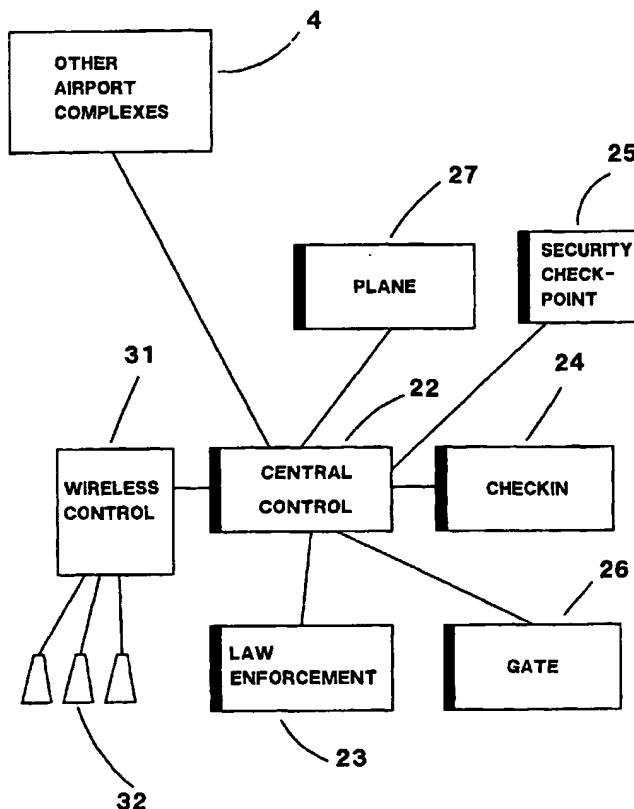 4
OTHER
AIRPORT
COMPLEXES
27
25
PLANE
SECURITY
CHECK-
POINT
31
22
24
WIRELESS
CONTROL
CENTRAL
CONTROL
CHECKIN
26
LAW
ENFORCEMENT
GATE
23
32